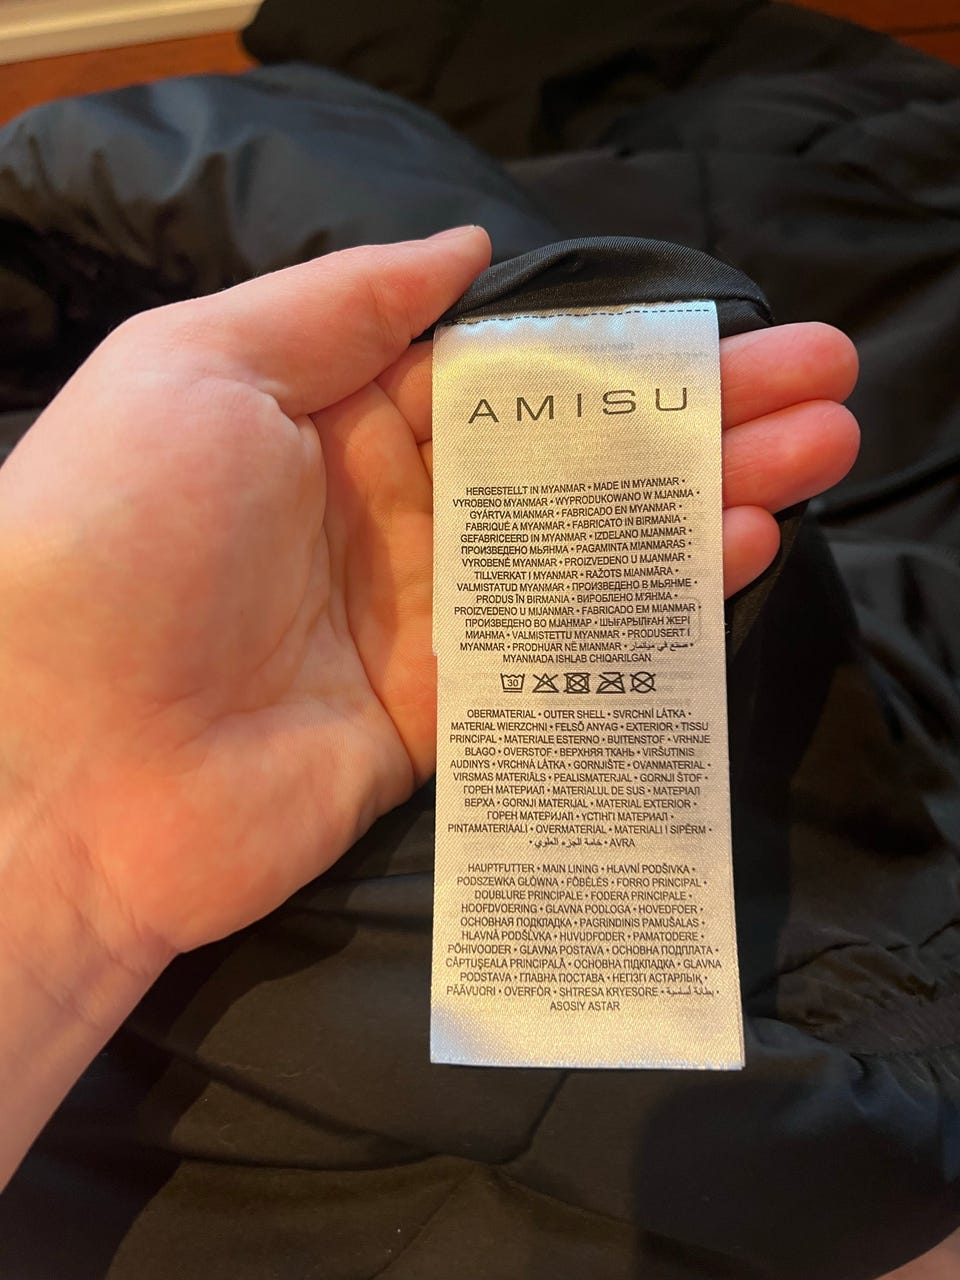 AMISU
HERGESTELLT IN MYANMAR • MADE IN MYANMAR •
VYROBENO MYANMAR • WYPRODUKOWANO W MJANMA •
GYÁRTVA MIANMAR • FABRICADO EN MYANMAR •
FABRIQUÉ A MYANMAR • FABRICATO IN BIRMANIA •
GEFABRICEERD IN MYANMAR • IZDELANO MJANMAR •
ПРОИЗВЕДЕНО МЬЯНМА • PAGAMINTA MIANMARAS •
VYROBENÉ MYANMAR • PROIZVEDENO U MJANMAR •
TILLVERKAT I MYANMAR • RAŽOTS MIANMĀRA •
VALMISTATUD MYANMAR • ПРОИЗВЕДЕНО В МЬЯНМЕ •
PRODUS ÎN BIRMANIA • ВИРОБЛЕНО М'ЯНМА •
PROIZVEDENO U MIJANMAR • FABRICADO EM MIANMAR •
ПРОИЗВЕДЕНО ВО МЈАНМАР • ШЫҒАРЫЛҒАН ЖЕРІ
МИАНМА • VALMISTETTU MYANMAR • PRODUSERT I
MYANMAR • PRODHUAR NË MIANMAR • صنع في ميانمار •
MYANMADA ISHLAB CHIQARILGAN
30
OBERMATERIAL • OUTER SHELL • SVRCHNÍ LÁTKA •
MATERIAŁ WIERZCHNI • FELSŐ ANYAG • EXTERIOR • TISSU
PRINCIPAL • MATERIALE ESTERNO • BUITENSTOF • VRHNJE
BLAGO • OVERSTOF • ВЕРХНЯЯ ТКАНЬ • VIRŠUTINIS
AUDINYS • VRCHNÁ LÁTKA • GORNJIŠTE • OVANMATERIAL •
VIRSMAS MATERIĀLS • PEALISMATERJAL • GORNJI ŠTOF •
ГОРЕН МАТЕРИАЛ • MATERIALUL DE SUS • МАТЕРІАЛ
ВЕРХА • GORNJI MATERIJAL • MATERIAL EXTERIOR •
ГОРЕН МАТЕРИЈАЛ • ҮСТІҢГІ МАТЕРИАЛ •
PINTAMATERIAALI • OVERMATERIAL • MATERIALI I SIPËRM •
• خامة الجزء العلوي • AVRA
HAUPTFUTTER • MAIN LINING • HLAVNÍ PODŠIVKA •
PODSZEWKA GŁÓWNA • FŐBÉLÉS • FORRO PRINCIPAL •
DOUBLURE PRINCIPALE • FODERA PRINCIPALE •
HOOFDVOERING • GLAVNA PODLOGA • HOVEDFOER •
ОСНОВНАЯ ПОДКЛАДКА • PAGRINDINIS PAMUŠALAS •
HLAVNÁ PODŠÍVKA • HUVUDFODER • PAMATODERE •
PÕHIVOODER • GLAVNA POSTAVA • ОСНОВНА ПОДПЛАТА •
CĂPTUŞEALA PRINCIPALĂ • ОСНОВНА ПІДКЛАДКА • GLAVNA
PODSTAVA • ГЛАВНА ПОСТАВА • НЕГІЗГІ АСТАРЛЫҚ •
PÄÄVUORI • OVERFÔR • SHTRESA KRYESORE • بطانة أساسية •
ASOSIY ASTAR